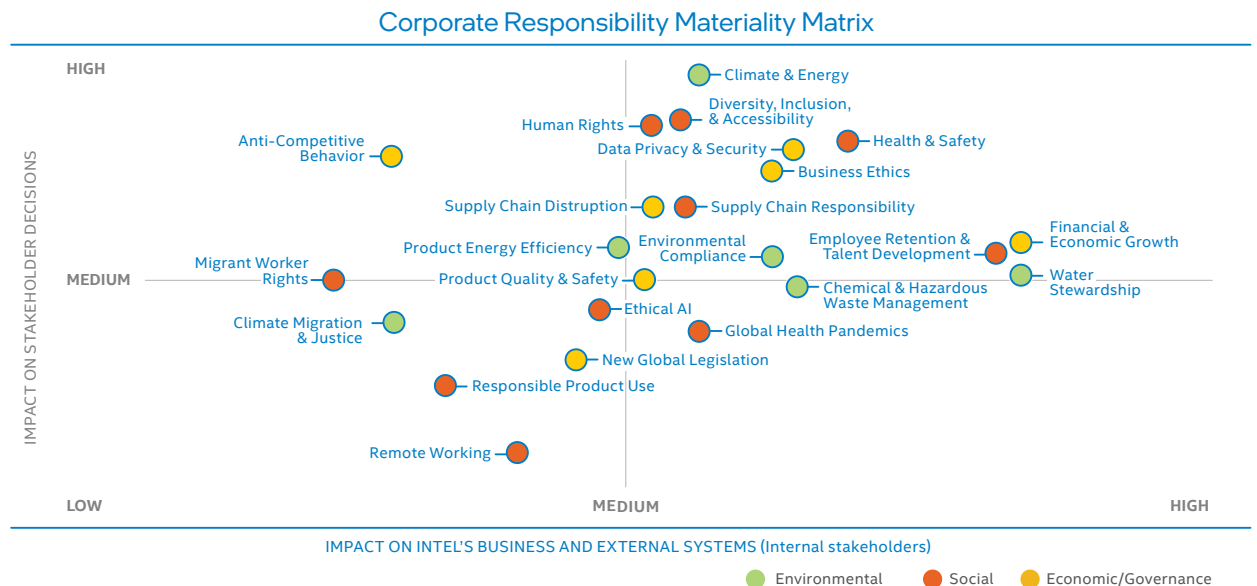 Corporate Responsibility Materiality Matrix
HIGH
Climate & Energy
Diversity, Inclusion,
& Accessibility
Human Rights
Anti-Competitive
Behavior
Health & Safety
Data Privacy & Security
Business Ethics
Supply Chain Distruption
Supply Chain Responsibility
Financial &
Economic Growth
Employee Retention &
Talent Development
Product Energy Efficiency
Environmental
Compliance
Migrant Worker
Rights
MEDIUM
Product Quality & Safety
Water
Stewardship
Chemical & Hazardous
Waste Management
Ethical AI
Climate Migration
& Justice
Global Health Pandemics
New Global Legislation
Responsible Product Use
Remote Working
IMPACT ON STAKEHOLDER DECISIONS
LOW
MEDIUM
HIGH
IMPACT ON INTEL'S BUSINESS AND EXTERNAL SYSTEMS (Internal stakeholders)
Environmental
Social
Economic/Governance